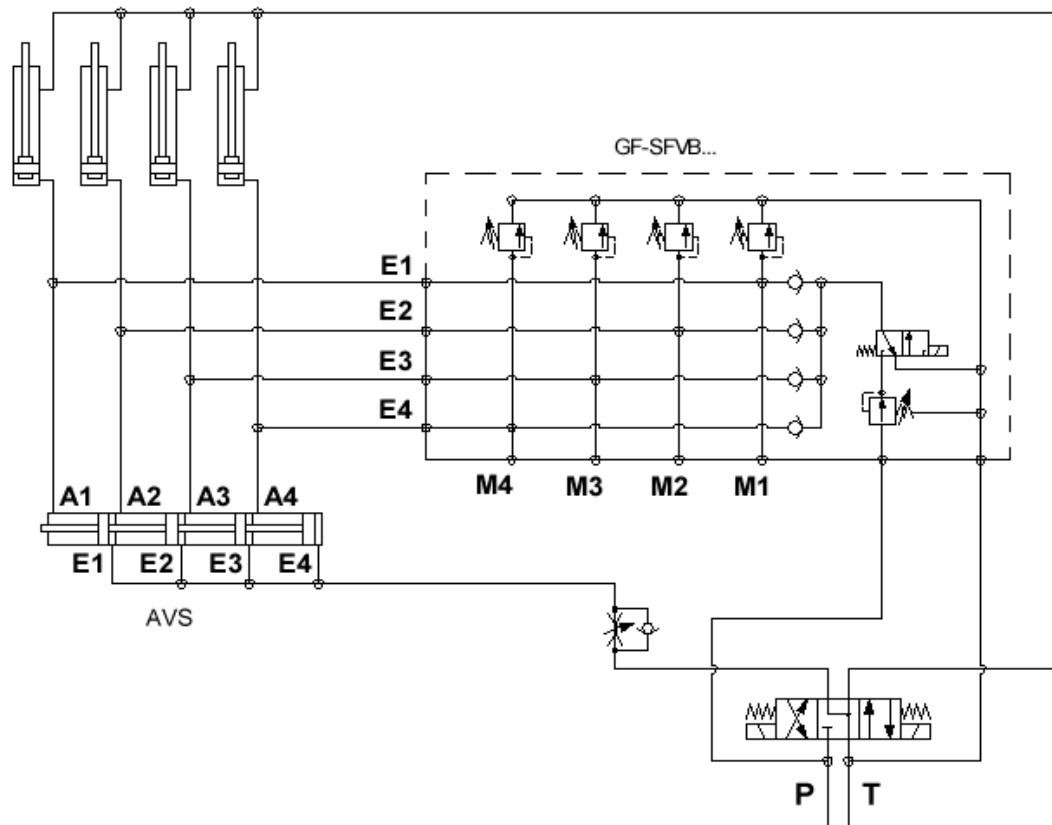 GF-SFVB...
E1
E2
E3
E4
M4 M3 M2 M1
A1 A2 A3 A4
E1 E2 E3 E4
AVS
P T